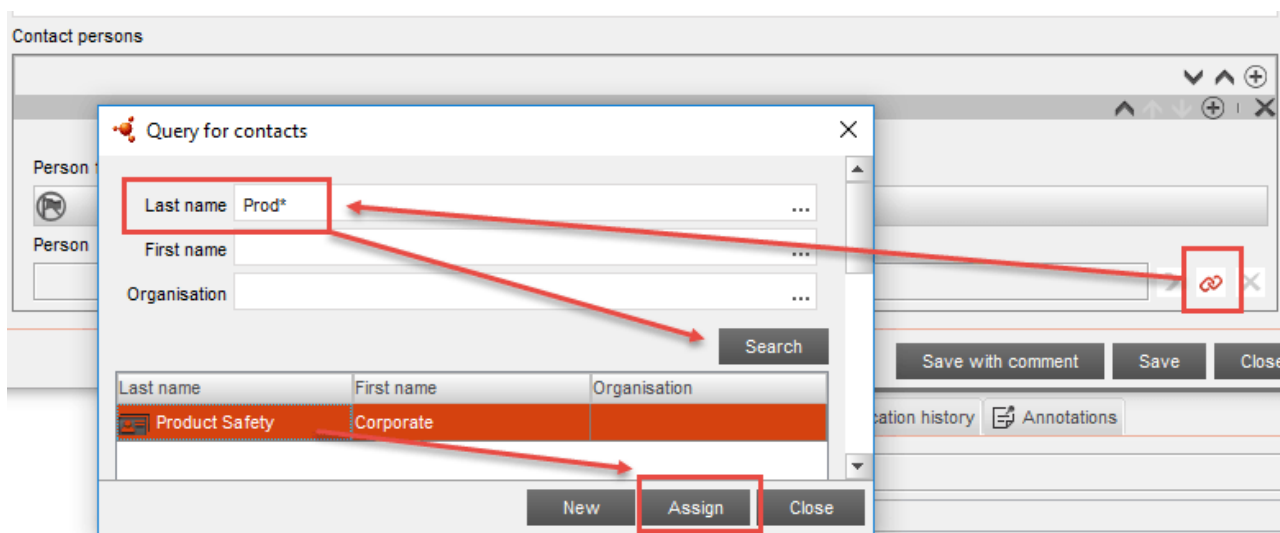 Contact persons
Query for contacts
Person
Last name Prod* ...
Person First name ...
Organisation ...
Search
Save with comment Save Close
Last name First name Organisation
Product Safety Corporate
history Annotations
New Assign Close